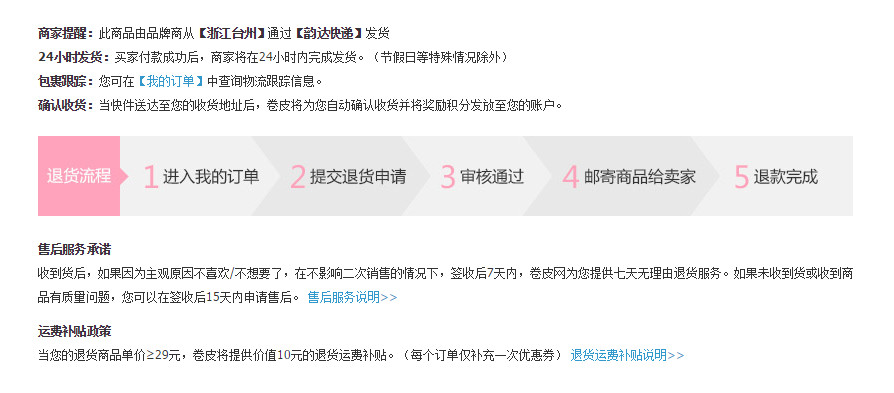 商家提醒：此商品由品牌商从【浙江台州】通过【韵达快递】发货
24小时发货：买家付款成功后，商家将在24小时内完成发货。（节假日等特殊情况除外）
包裹跟踪：您可在【我的订单】中查询物流跟踪信息。
确认收货：当快件送达至您的收货地址后，卷皮将为您自动确认收货并将奖励积分发放至您的账户。
退货流程 1 进入我的订单 2 提交退货申请 3 审核通过 4 邮寄商品给卖家 5 退款完成
售后服务承诺
收到货后，如果因为主观原因不喜欢/不想要了，在不影响二次销售的情况下，签收后7天内，卷皮网为您提供七天无理由退货服务。如果未收到货或收到商
品有质量问题，您可以在签收后15天内申请售后。 售后服务说明>>
运费补贴政策
当您的退货商品单价≥29元，卷皮将提供价值10元的退货运费补贴。（每个订单仅补充一次优惠券） 退货运费补贴说明>>